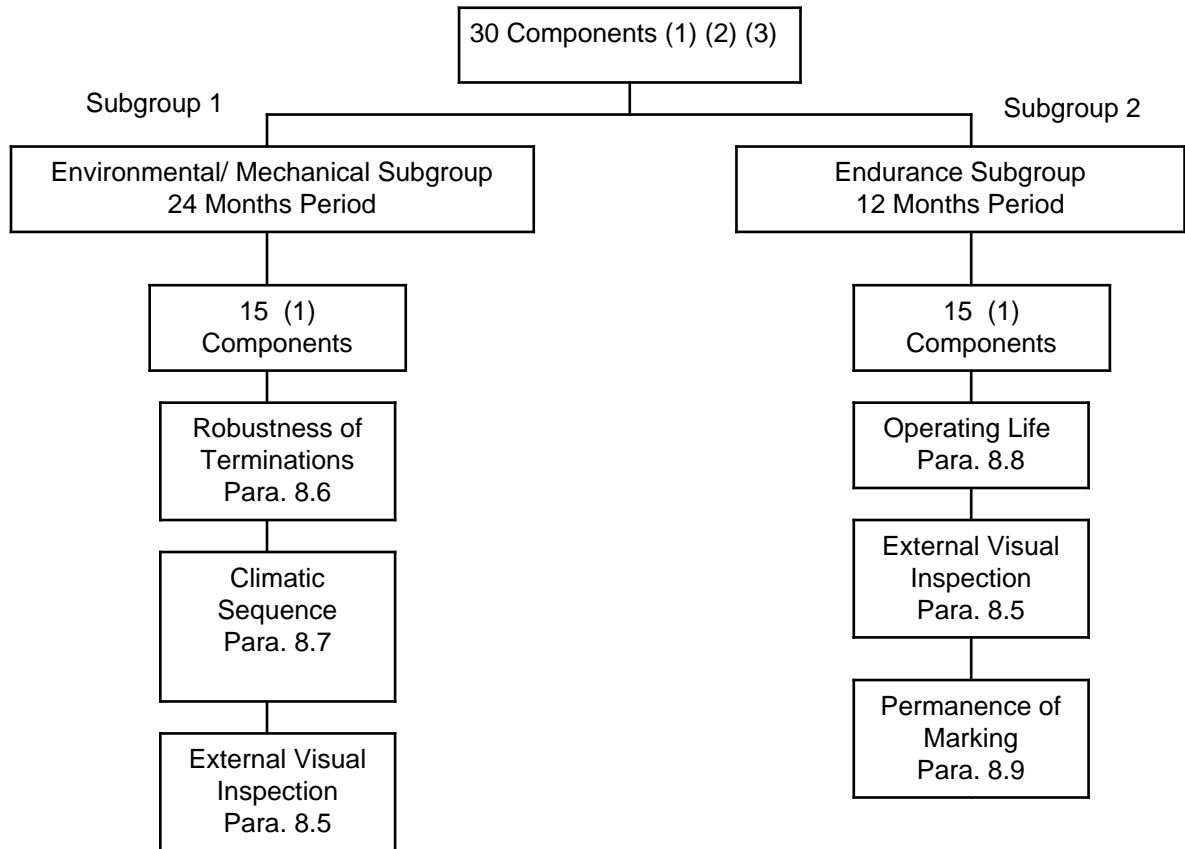 30 Components (1) (2) (3)
Subgroup 1
Subgroup 2
Environmental/ Mechanical Subgroup
24 Months Period
Endurance Subgroup
12 Months Period
15 (1)
Components
15 (1)
Components
Robustness of
Terminations
Para. 8.6
Operating Life
Para. 8.8
Climatic
Sequence
Para. 8.7
External Visual
Inspection
Para. 8.5
External Visual
Inspection
Para. 8.5
Permanence of
Marking
Para. 8.9